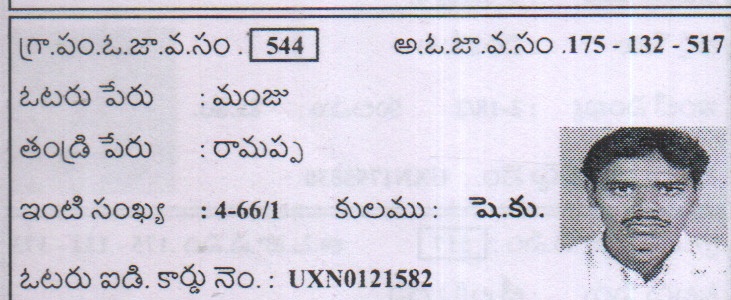 గ్రా.పం.ఓ.జా.వ.సం . 544 అ.ఓ.జా.వ.సం .175 - 132 - 517
ఓటరు పేరు : మంజు
తండ్రి పేరు : రామప్ప
ఇంటి సంఖ్య : 4-66/1 కులము - వె.కు.
ఓటరు ఐడి. కార్డు నెం. : UXN0121582